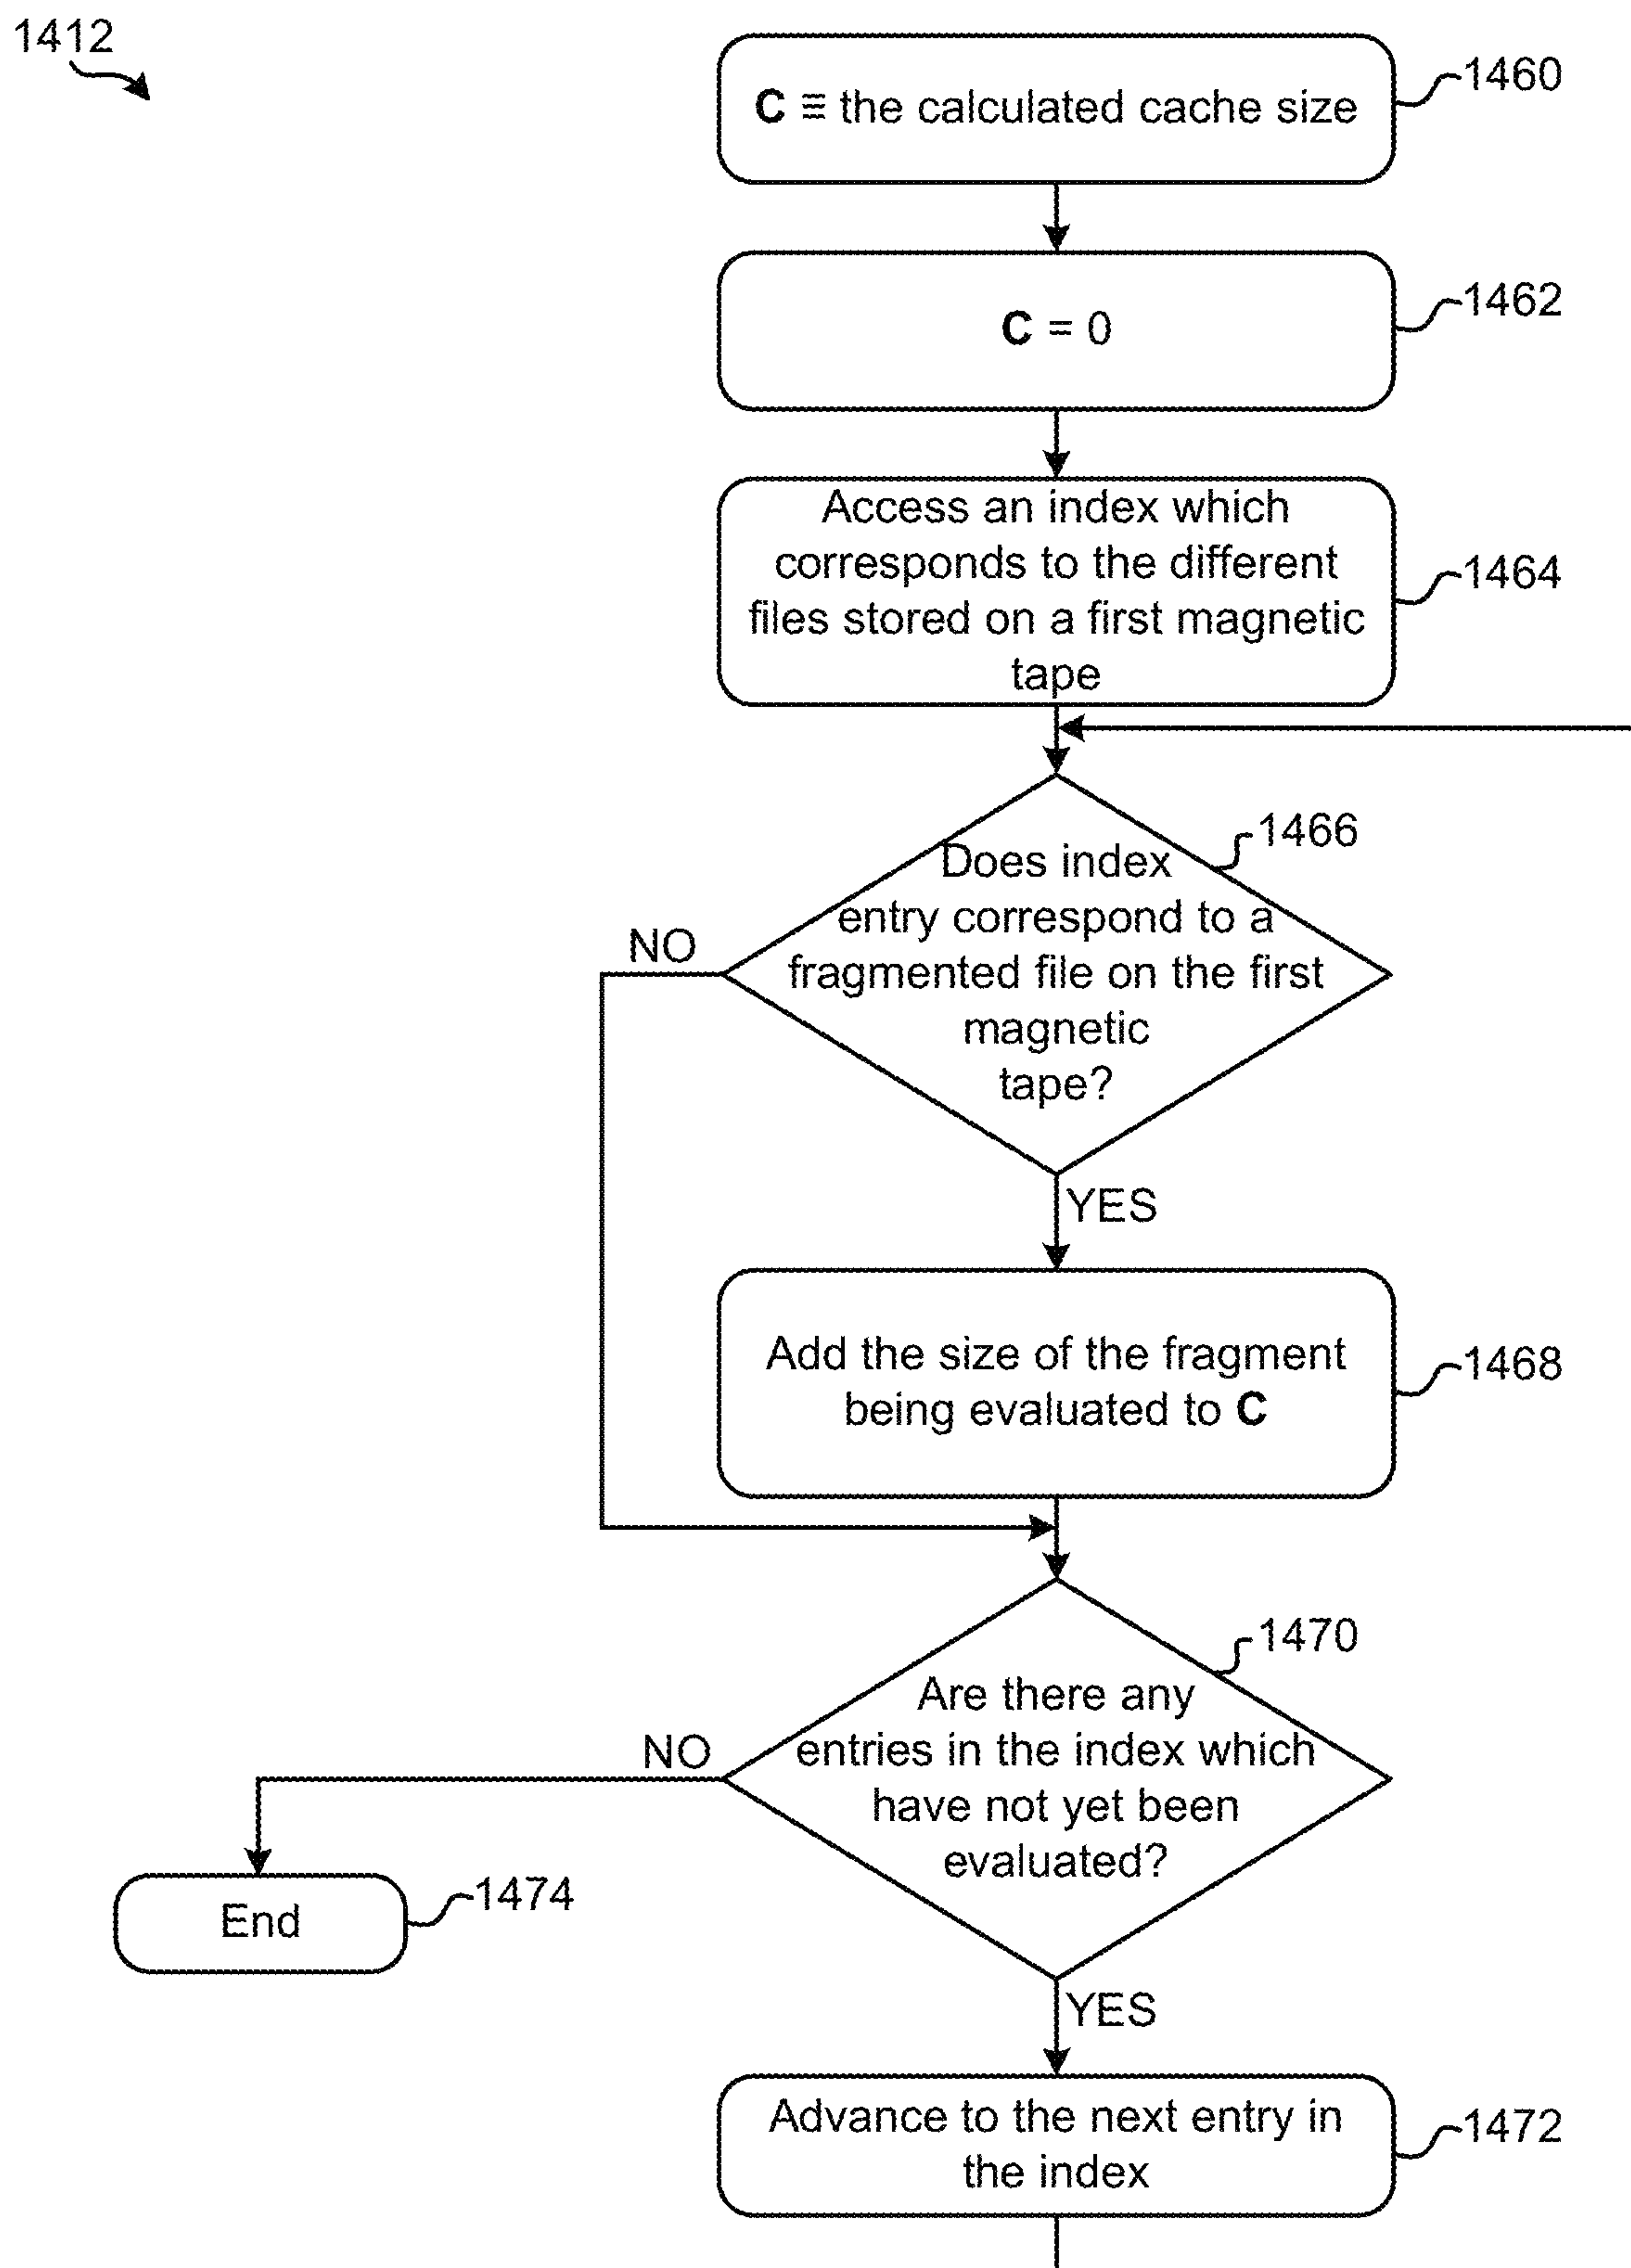 1412
C ≡ the calculated cache size
1460
C = 0
1462
Access an index which
corresponds to the different
files stored on a first magnetic
tape
1464
1466
Does index
entry correspond to a
fragmented file on the first
magnetic
tape?
NO
YES
Add the size of the fragment
being evaluated to C
1468
1470
Are there any
entries in the index which
have not yet been
evaluated?
NO
End
1474
YES
Advance to the next entry in
the index
1472